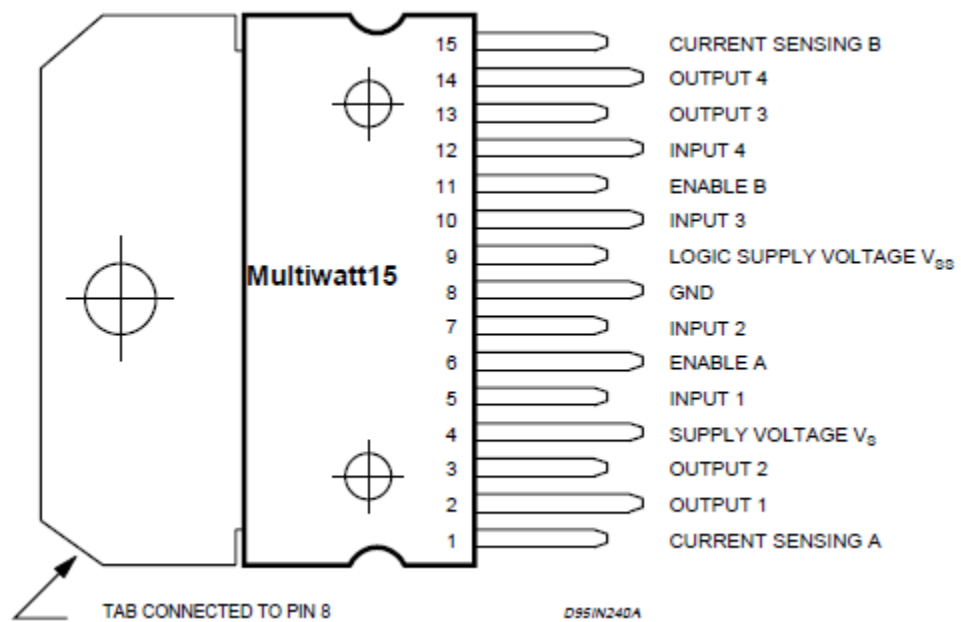 15 CURRENT SENSING B
14 OUTPUT 4
13 OUTPUT 3
12 INPUT 4
11 ENABLE B
10 INPUT 3
9 LOGIC SUPPLY VOLTAGE VSS
Multiwatt15
8 GND
7 INPUT 2
6 ENABLE A
5 INPUT 1
4 SUPPLY VOLTAGE VS
3 OUTPUT 2
2 OUTPUT 1
1 CURRENT SENSING A
TAB CONNECTED TO PIN 8
D95IN240A